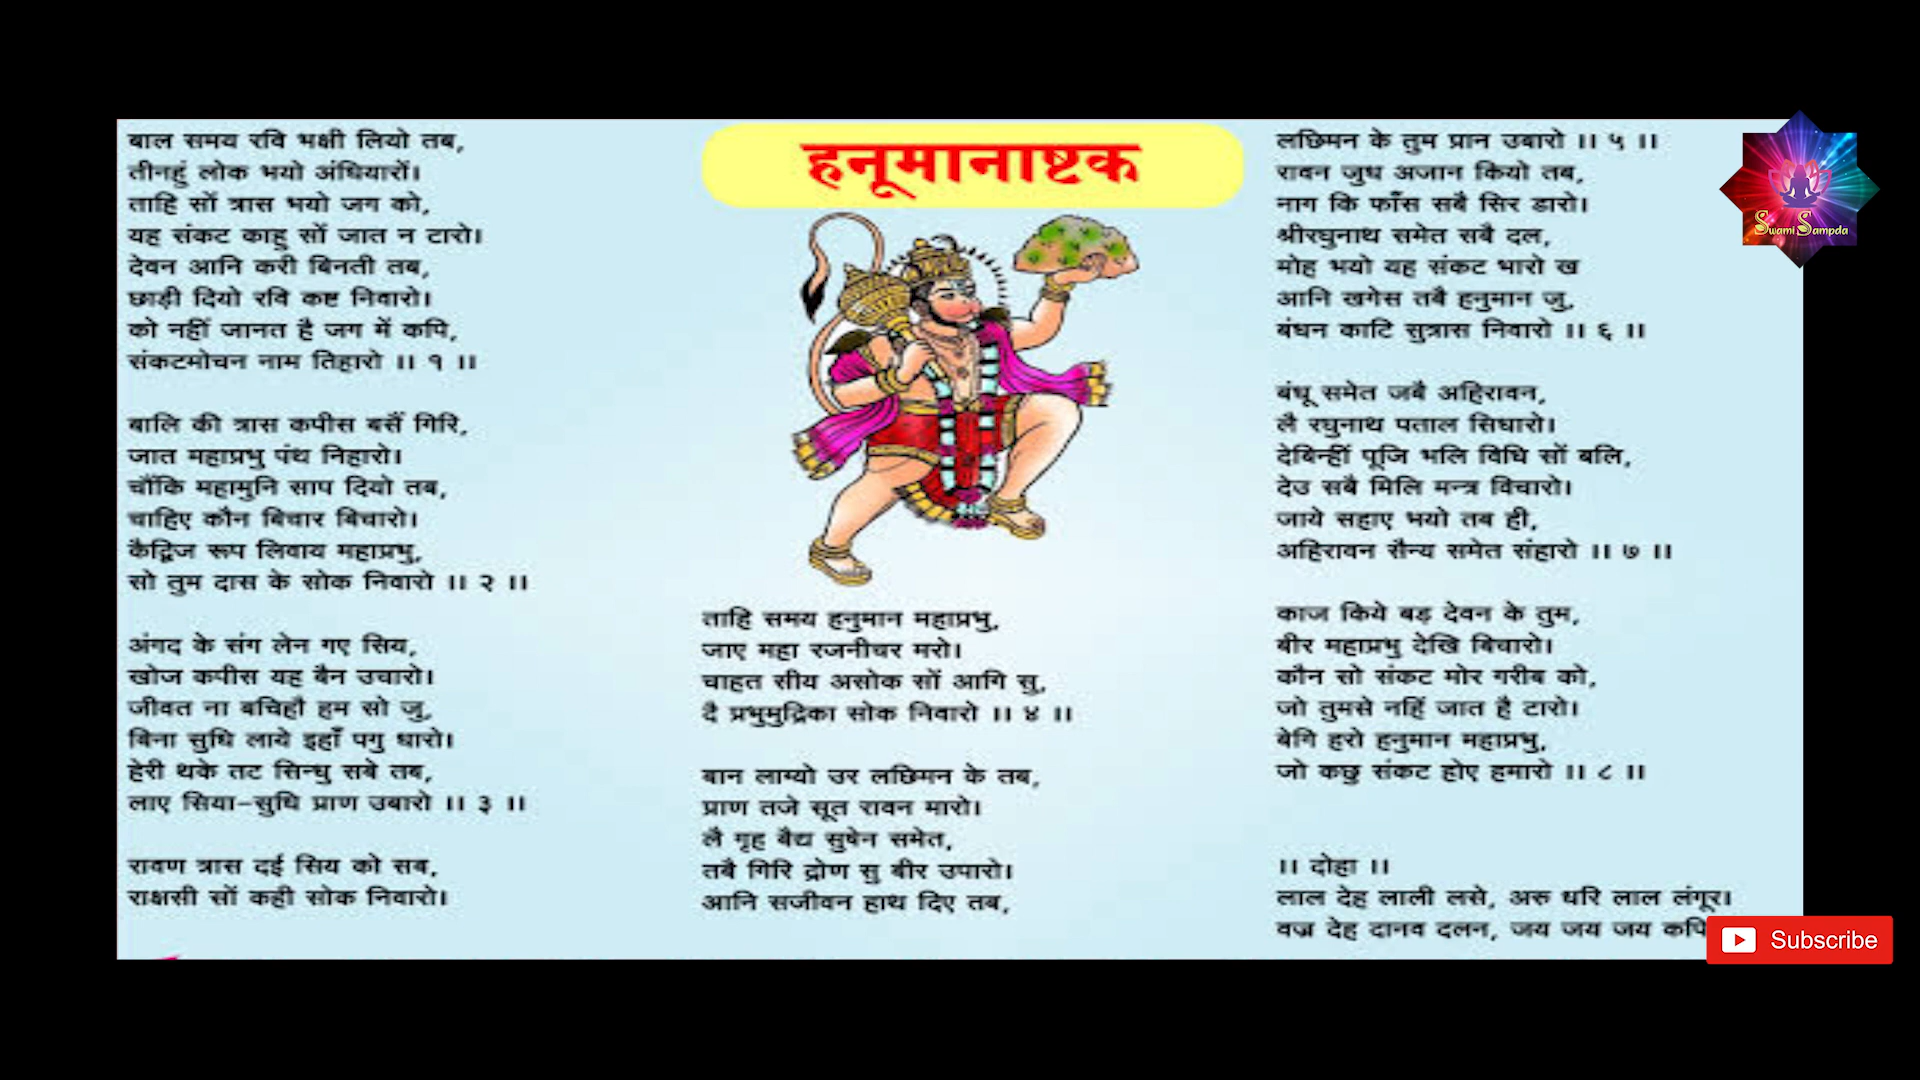 हनूमानाष्टक
बाल समय रवि भक्षी लियो तब,
तीनहुं लोक भयो अंधियारों।
ताहि सों त्रास भयो जग को,
यह संकट काहु सों जात न टारो।
देवन आनि करी बिनती तब,
छाड़ी दियो रवि कष्ट निवारो।
को नहीं जानत है जग में कपि,
संकटमोचन नाम तिहारो ।। १ ।।
बालि की त्रास कपीस बसैं गिरि,
जात महाप्रभु पंथ निहारो।
चौंकि महामुनि साप दियो तब,
चाहिए कौन बिचार बिचारो।
कैद्विज रूप लिवाय महाप्रभु,
सो तुम दास के सोक निवारो ।। २ ।।
अंगद के संग लेन गए सिय,
खोज कपीस यह बैन उचारो।
जीवत ना बचिहौ हम सो जु,
बिना सुधि लाये इहाँ पगु धारो।
हेरी थके तट सिन्धु सबे तब,
लाए सिया-सुधि प्राण उबारो ।। ३ ।।
रावण त्रास दई सिय को सब,
राक्षसी सों कही सोक निवारो।
ताहि समय हनुमान महाप्रभु,
जाए महा रजनीचर मरो।
चाहत सीय असोक सों आगि सु,
दै प्रभुमुद्रिका सोक निवारो ।। ४ ।।
बान लाग्यो उर लछिमन के तब,
प्राण तजे सूत रावन मारो।
लै गृह बैद्य सुषेन समेत,
तबै गिरि द्रोण सु बीर उपारो।
आनि सजीवन हाथ दिए तब,
लछिमन के तुम प्रान उबारो ।। ५ ।।
रावन जुध अजान कियो तब,
नाग कि फाँस सबै सिर डारो।
श्रीरघुनाथ समेत सबै दल,
मोह भयो यह संकट भारो ख
आनि खगेस तबै हनुमान जु,
बंधन काटि सुत्रास निवारो ।। ६ ।।
बंधू समेत जबै अहिरावन,
लै रघुनाथ पताल सिधारो।
देबिन्हीं पूजि भलि विधि सों बलि,
देउ सबै मिलि मन्त्र विचारो।
जाये सहाए भयो तब ही,
अहिरावन सैन्य समेत संहारो ।। ७ ।।
काज किये बड़ देवन के तुम,
बीर महाप्रभु देखि बिचारो।
कौन सो संकट मोर गरीब को,
जो तुमसे नहिं जात है टारो।
बेगि हरो हनुमान महाप्रभु,
जो कछु संकट होए हमारो ।। ८ ।।
।। दोहा ।।
लाल देह लाली लसे, अरु धरि लाल लंगूर।
वज्र देह दानव दलन, जय जय जय कपि
Swami Sampda
Subscribe